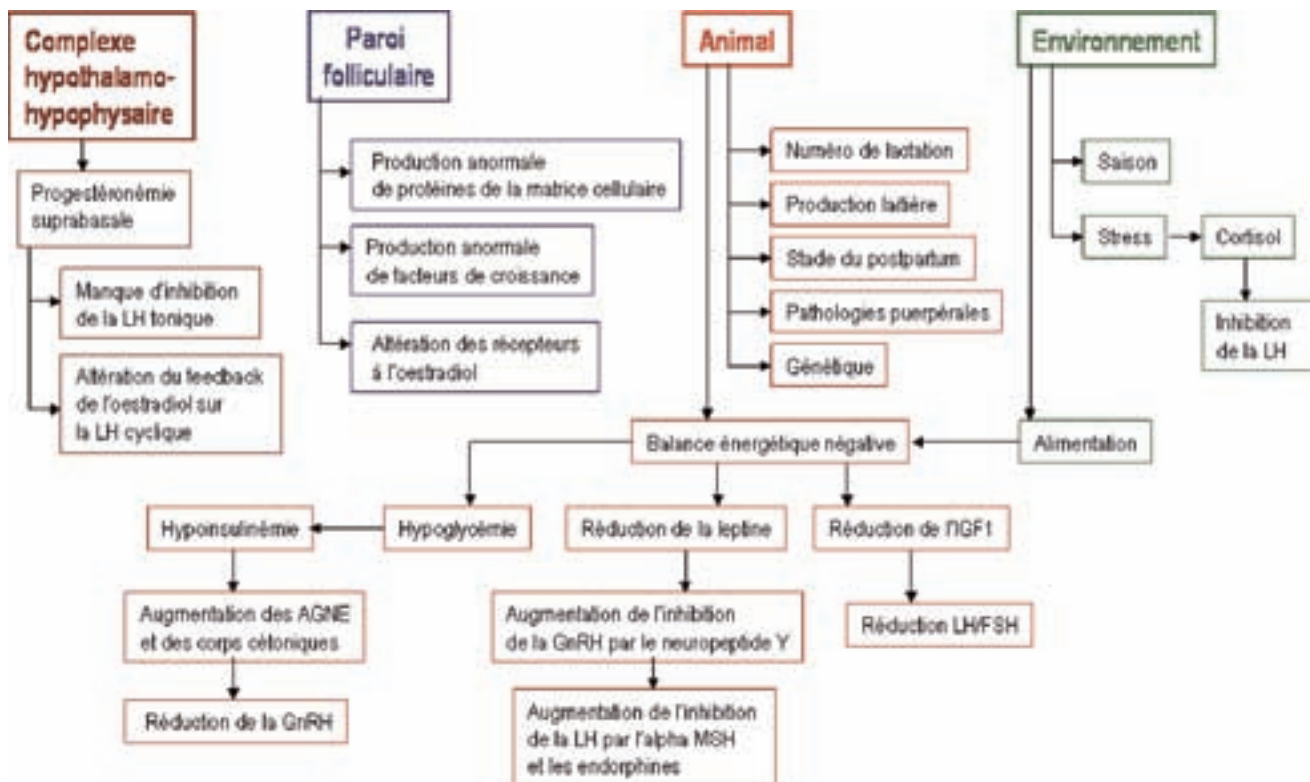 Complexe
hypothalamo-
hypophysaire
Progestéronémie
suprabasale
Manque d'inhibition
de la LH tonique
Altération du feedback
de l'oestradiol sur
la LH cyclique
Paroi
folliculaire
Production anormale
de protéines de la matrice cellulaire
Production anormale
de facteurs de croissance
Altération des récepteurs
à l'oestradiol
Animal
Numéro de lactation
Production laitière
Stade du postpartum
Pathologies puerpérales
Génétique
Environnement
Saison
Stress
Cortisol
Inhibition
de la LH
Alimentation
Balance énergétique négative
Hypoinsulinémie
Hypoglycémie
Réduction de la leptine
Réduction de l'IGF1
Augmentation des AGNE
et des corps cétoniques
Augmentation de l'inhibition
de la GnRH par le neuropeptide Y
Réduction LH/FSH
Réduction de la GnRH
Augmentation de l'inhibition
de la LH par l'alpha MSH
et les endorphines